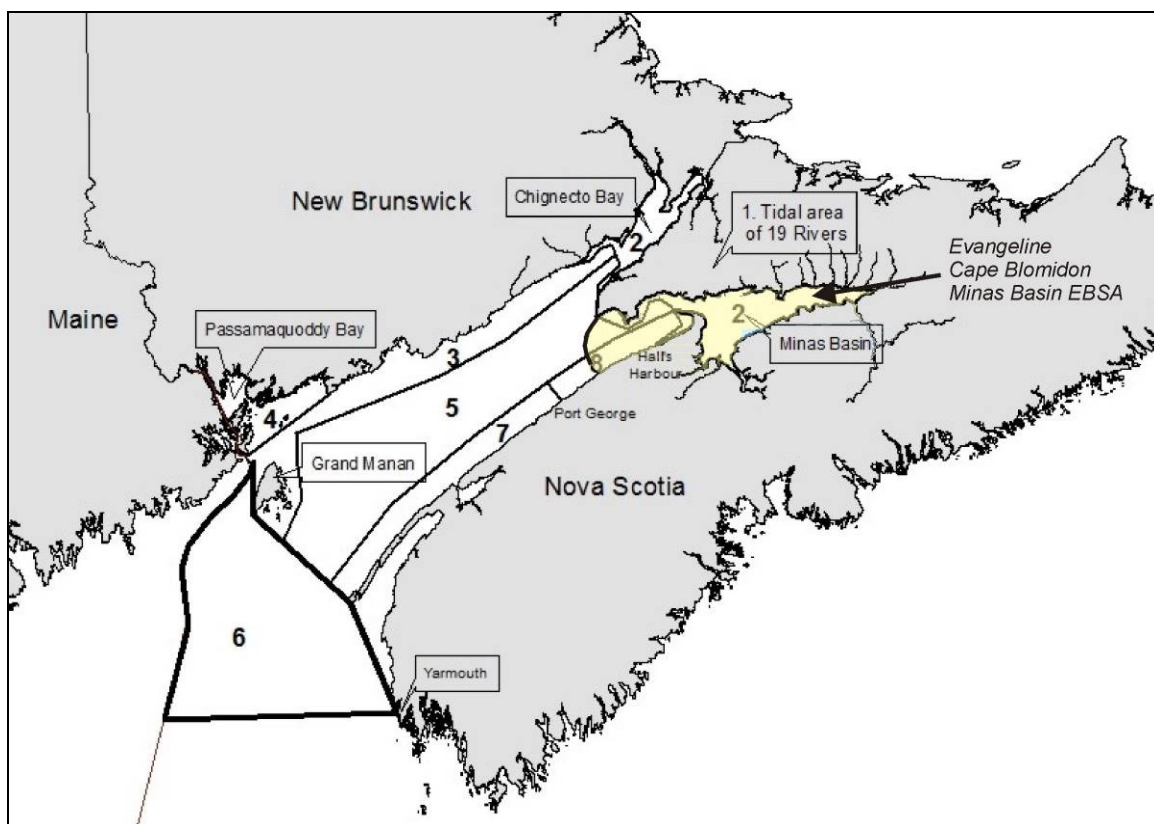 New Brunswick
Chignecto Bay
2
1. Tidal area
of 19 Rivers
Evangeline
Cape Blomidon
Minas Basin EBSA
Maine
Passamaquoddy Bay
3
2
Minas Basin
8
Hall's
Harbour
4
5
Port George
7
Grand Manan
Nova Scotia
6
Yarmouth